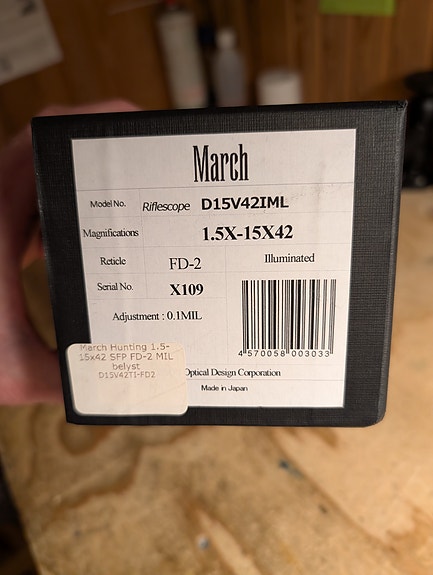 March
Model No. Riflescope D15V42IML
Magnifications 1.5X-15X42
Reticle FD-2 Illuminated
Serial No. X109
Adjustment : 0.1MIL
4 570058 003033
March Hunting 1.5-
15x42 SFP FD-2 MIL
belyst
D15V42TI-FD2
Optical Design Corporation
Made in Japan